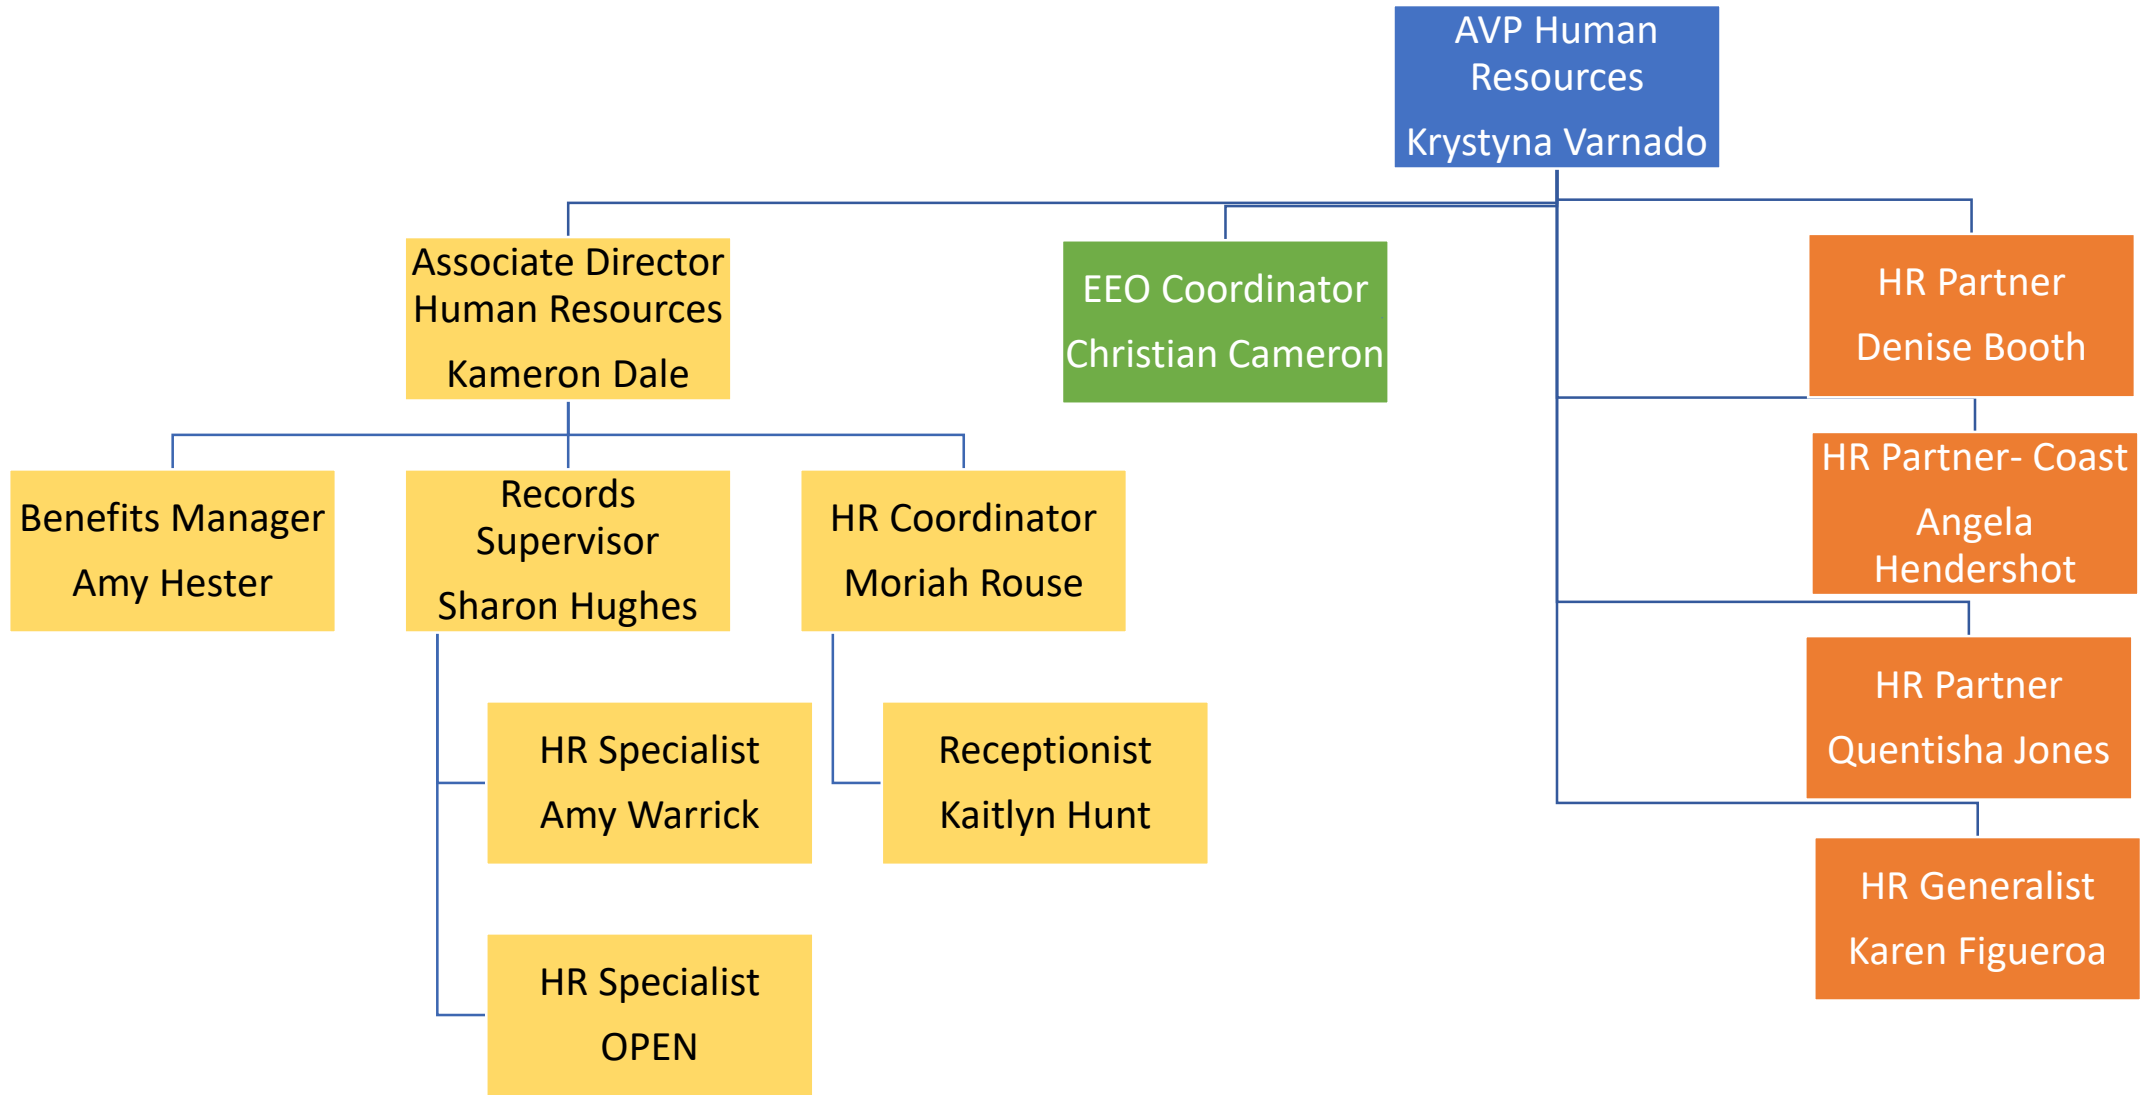 AVP Human
Resources
Krystyna Varnado
Associate Director
Human Resources
Kameron Dale
EEO Coordinator
Christian Cameron
HR Partner
Denise Booth
HR Partner- Coast
Angela
Hendershot
HR Partner
Quentisha Jones
HR Generalist
Karen Figueroa
Benefits Manager
Amy Hester
Records
Supervisor
Sharon Hughes
HR Coordinator
Moriah Rouse
HR Specialist
Amy Warrick
Receptionist
Kaitlyn Hunt
HR Specialist
OPEN